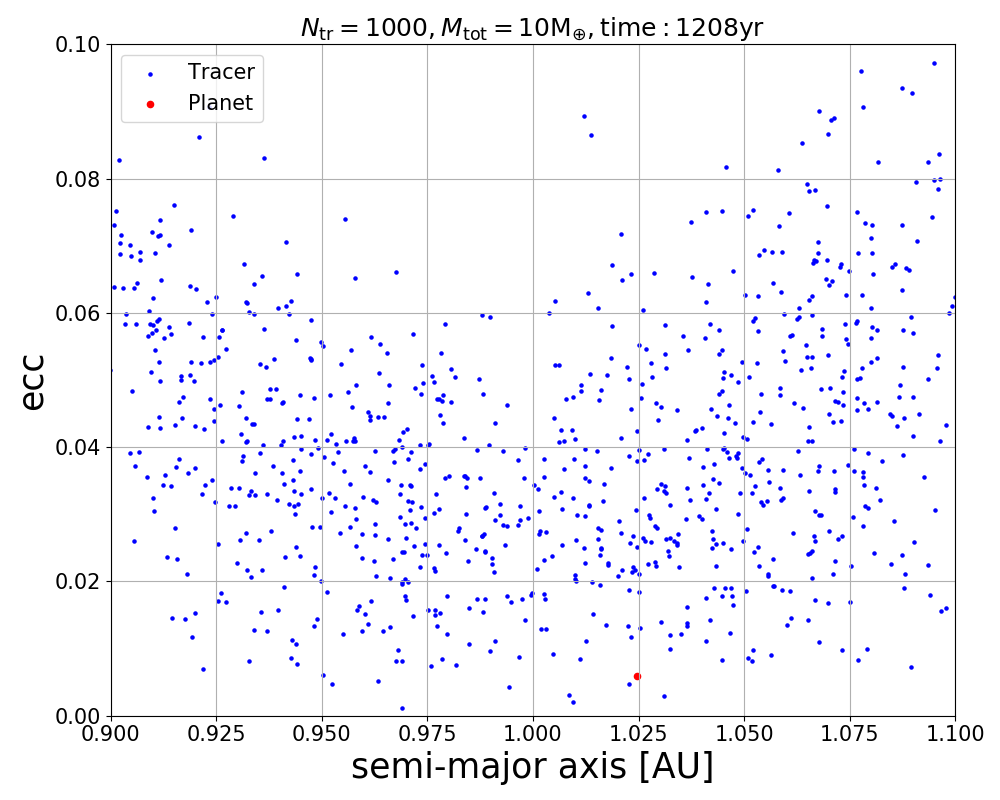 N_tr = 1000, M_tot = 10M_⊕, time : 1208yr
Tracer
Planet
0.10
0.08
0.06
0.04
0.02
0.00
ecc
0.900 0.925 0.950 0.975 1.000 1.025 1.050 1.075 1.100
semi-major axis [AU]